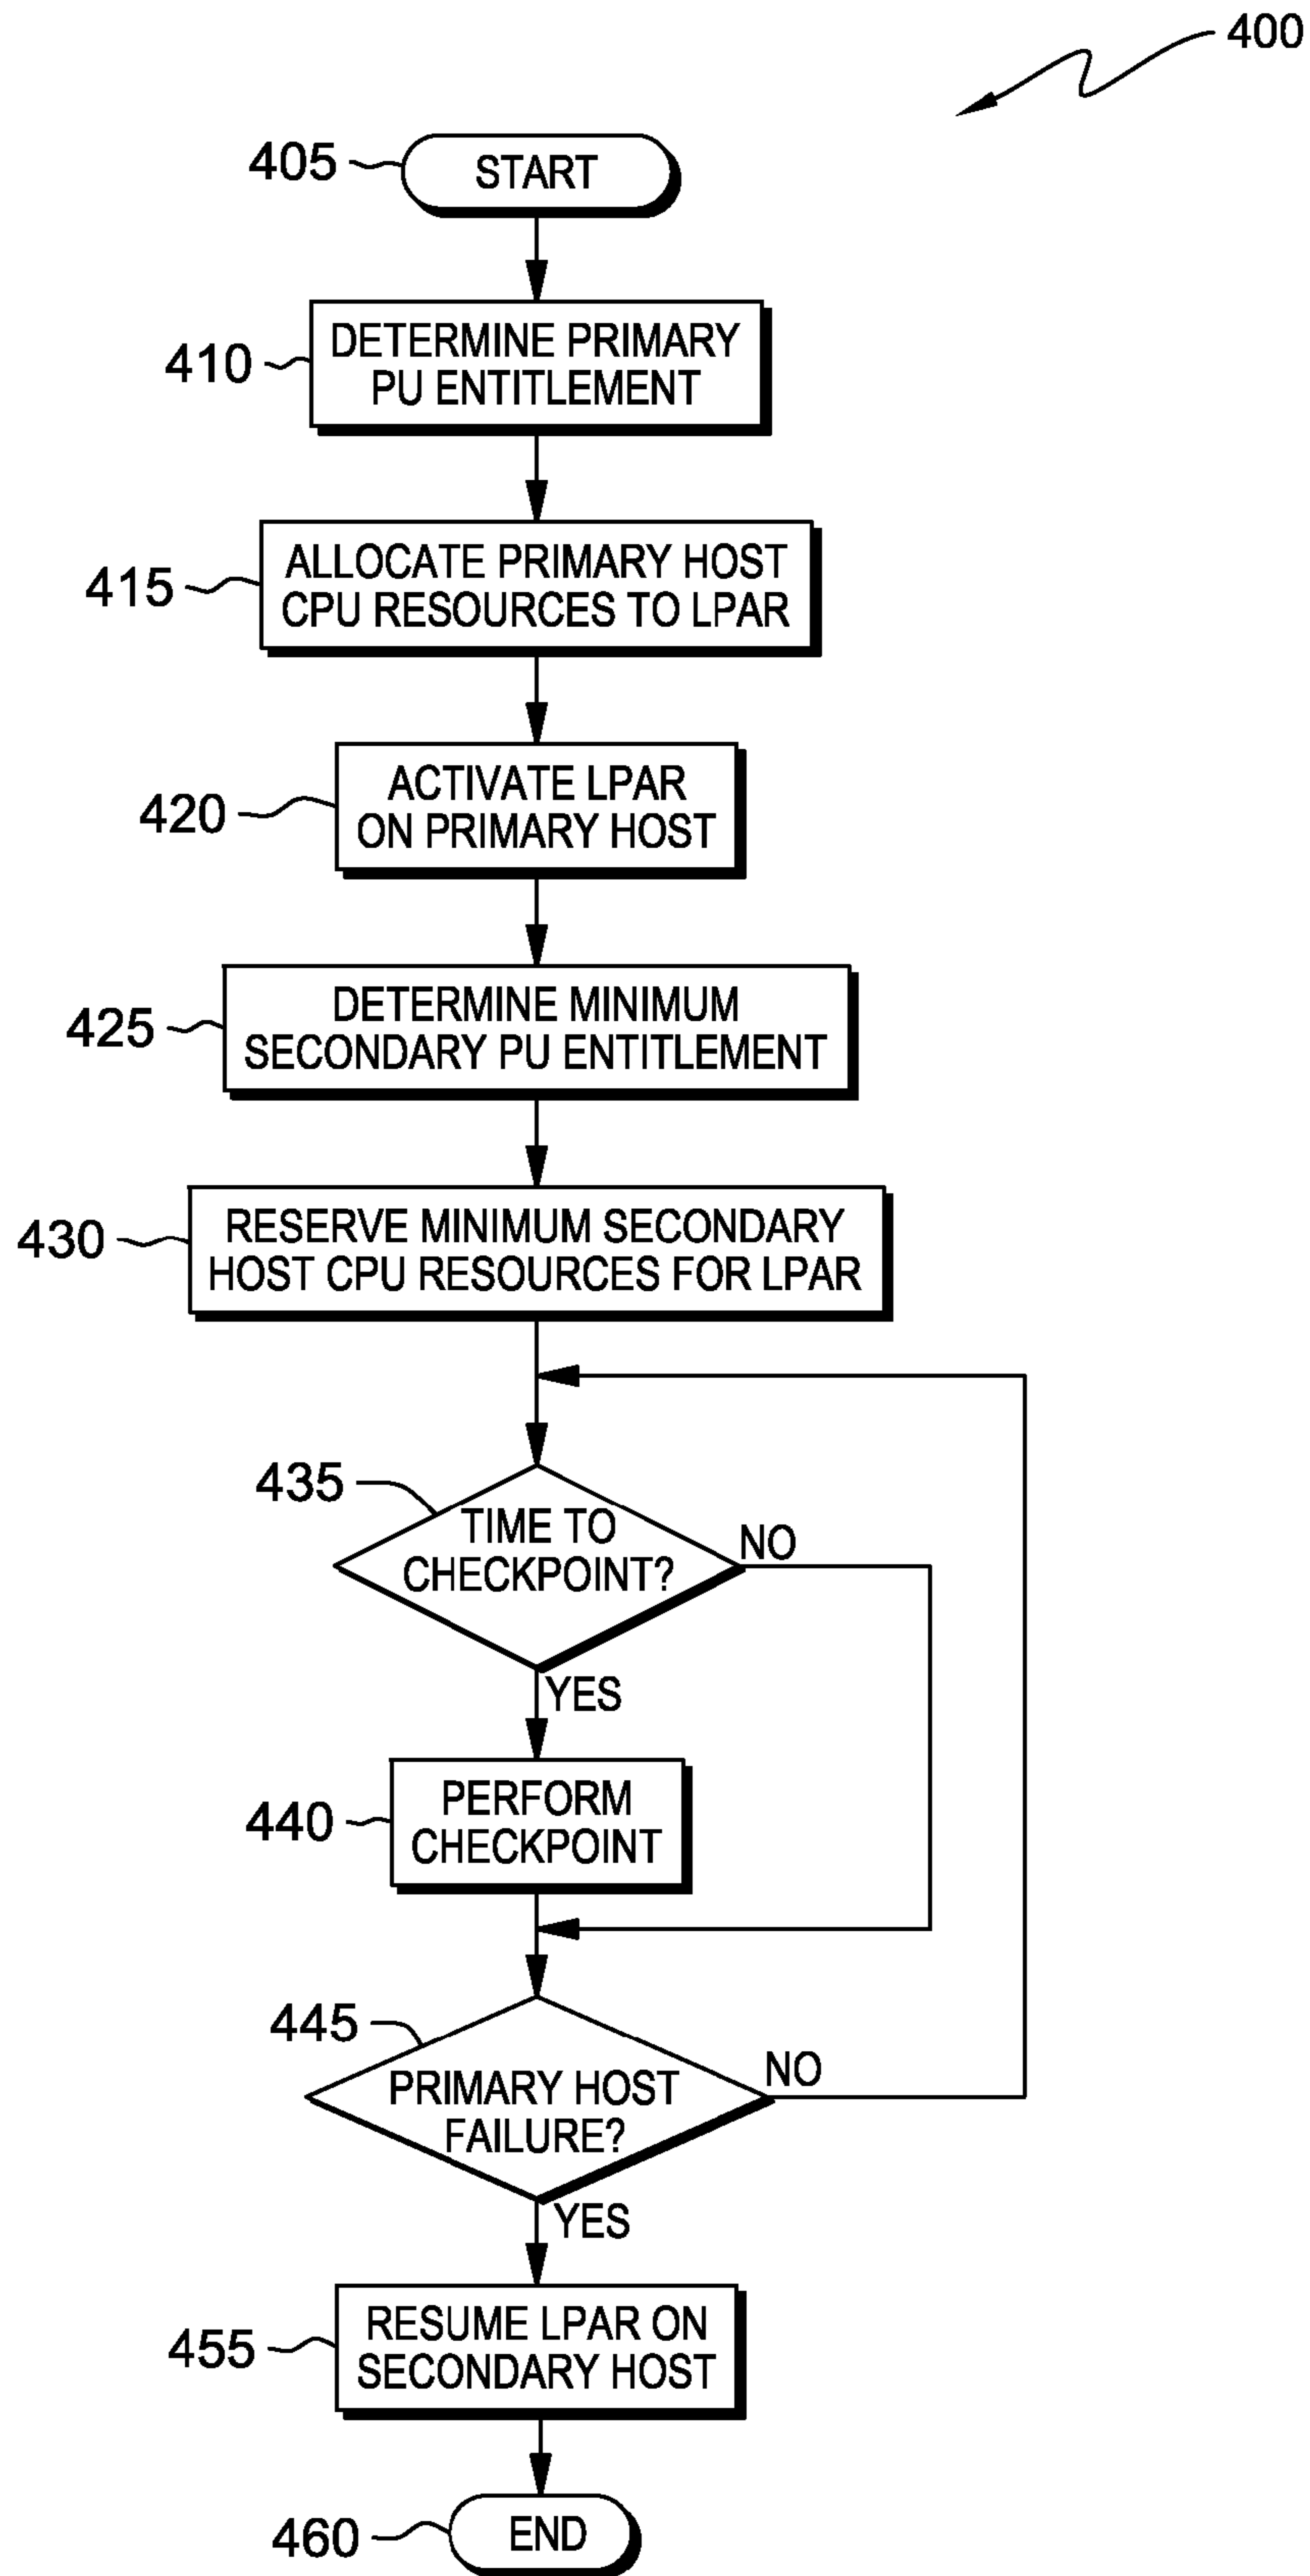 400
405
START
410
DETERMINE PRIMARY
PU ENTITLEMENT
415
ALLOCATE PRIMARY HOST
CPU RESOURCES TO LPAR
420
ACTIVATE LPAR
ON PRIMARY HOST
425
DETERMINE MINIMUM
SECONDARY PU ENTITLEMENT
430
RESERVE MINIMUM SECONDARY
HOST CPU RESOURCES FOR LPAR
435
TIME TO
CHECKPOINT?
NO
YES
440
PERFORM
CHECKPOINT
445
PRIMARY HOST
FAILURE?
NO
YES
455
RESUME LPAR ON
SECONDARY HOST
460
END